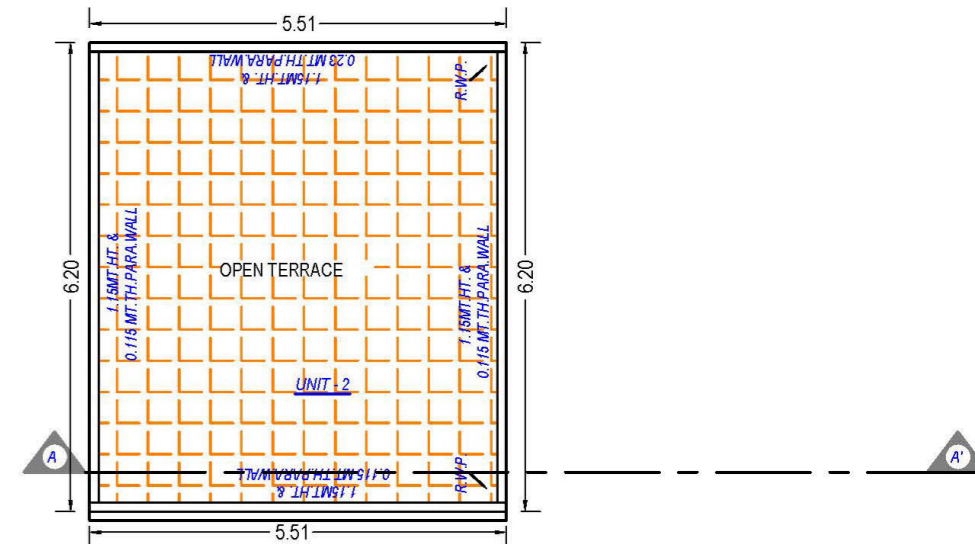 5.51
1.15MT.HT. &
0.23 MT.TH.PARA.WALL
R.W.P.
6.20
1.15MT.HT. &
0.115 MT.TH.PARA.WALL
OPEN TERRACE
1.15MT.HT. &
0.115 MT.TH.PARA.WALL
6.20
UNIT - 2
A
1.15MT.HT. &
0.115 MT.TH.PARA.WALL
R.W.P.
A'
5.51